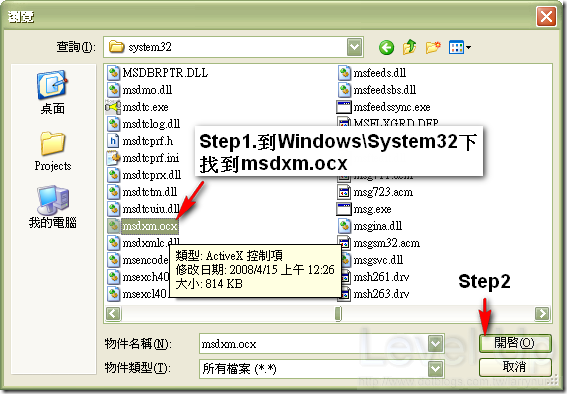 瀏覽
查詢(I):
system32
桌面
Projects
我的電腦
MSDBRPTR.DLL
msdmo.dll
msdtc.exe
msdtclog.dll
msdtcprf.h
msdtcprf.ini
msdtcprx.dll
msdtctm.dll
msdtcuiu.dll
msdxm.ocx
msdxmlc.dll
msencode
msexch40
msexcl40
msfeeds.dll
msfeedsbs.dll
msfeedssync.exe
MSFLXGRD.DEP
msg711.acm
msg723.acm
msg.exe
msgina.dll
msgsm32.acm
msgsvc.dll
msh261.drv
msh263.drv
Step1.到Windows\System32下
找到msdxm.ocx
類型: ActiveX 控制項
修改日期: 2008/4/15 上午 12:26
大小: 814 KB
Step2
物件名稱(N):
msdxm.ocx
開啟(O)
物件類型(T):
所有檔案 (*.*)
取消